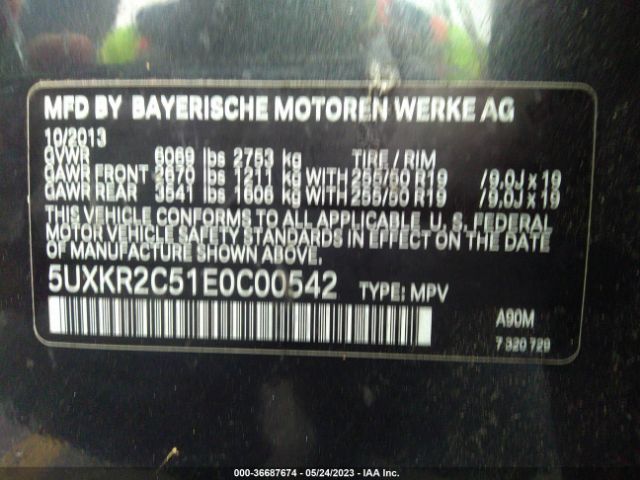 MFD BY BAYERISCHE MOTOREN WERKE AG
10/2013
GVWR 6069 lbs 2753 kg TIRE / RIM
GAWR FRONT 2670 lbs 1211 kg WITH 255/50 R19 /9.0J x 19
GAWR REAR 3541 lbs 1606 kg WITH 255/50 R19 /9.0J x 19
THIS VEHICLE CONFORMS TO ALL APPLICABLE U. S. FEDERAL
MOTOR VEHICLE SAFETY STANDARDS IN EFFECT ON THE DATE
OF MANUFACTURE SHOWN ABOVE,
5UXKR2C51E0C00542 TYPE: MPV
A90M
7 320 729
000-36687674 — 05/24/2023 — IAA Inc.